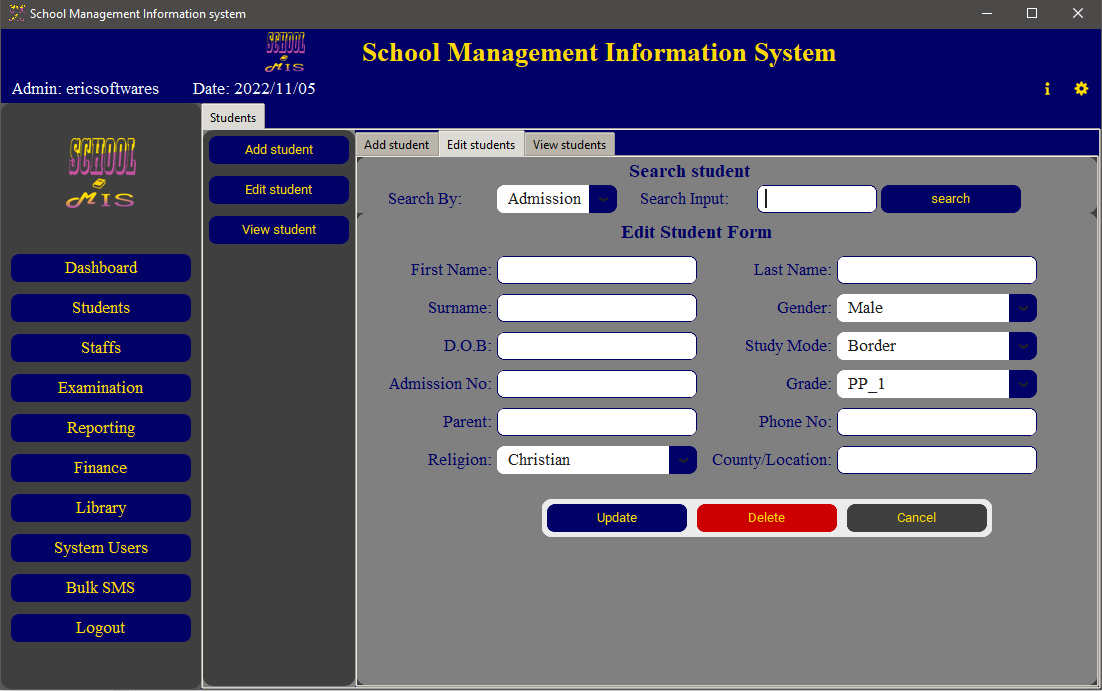 School Management Information system
SCHOOL
MIS
School Management Information System
Admin: ericsoftwares
Date: 2022/11/05
i
SCHOOL
MIS
Dashboard
Students
Staffs
Examination
Reporting
Finance
Library
System Users
Bulk SMS
Logout
Students
Add student
Edit student
View student
Add student
Edit students
View students
Search student
Search By: Admission Search Input: search
Edit Student Form
First Name: Last Name:
Surname: Gender: Male
D.O.B: Study Mode: Border
Admission No: Grade: PP_1
Parent: Phone No:
Religion: Christian County/Location:
Update Delete Cancel